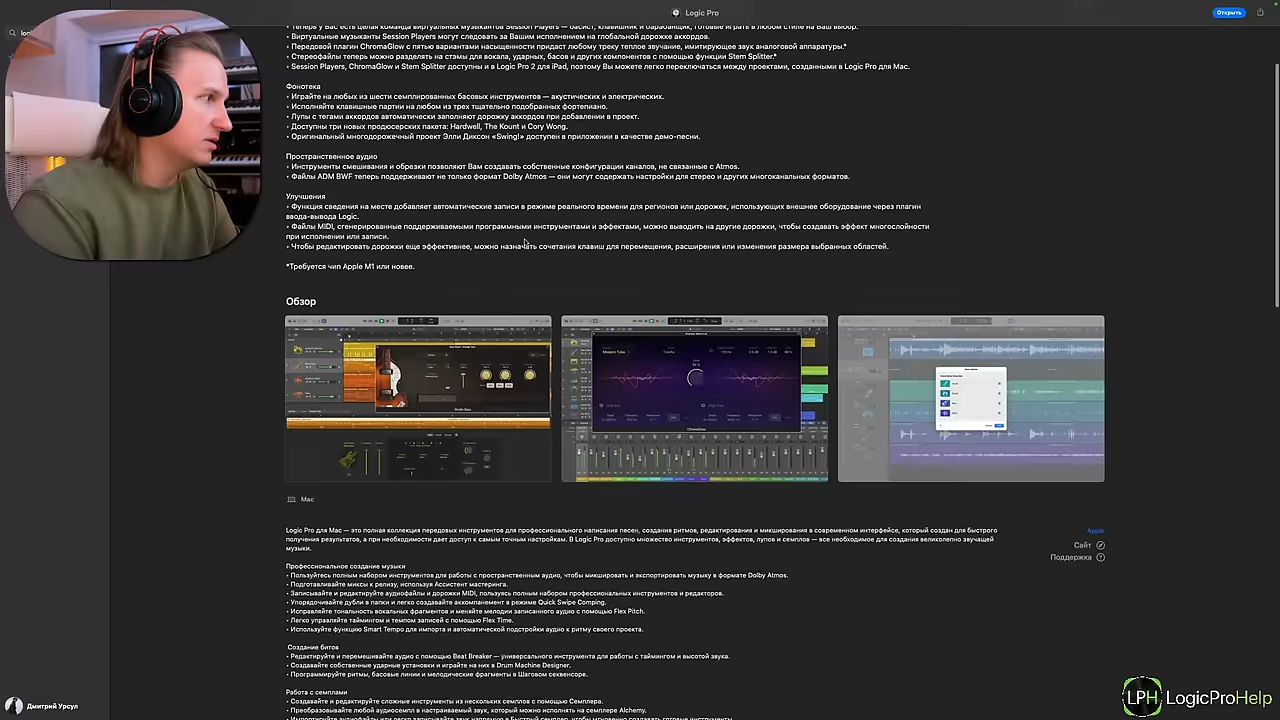 Logic Pro
Открыть
• Теперь у Вас есть целая команда виртуальных музыкантов Session Players — басист, клавишник и барабанщик, готовые играть в любом стиле на Ваш выбор.
• Виртуальные музыканты Session Players могут следовать за Вашим исполнением на глобальной дорожке аккордов.
• Передовой плагин ChromaGlow с пятью вариантами насыщенности придаст любому треку теплое звучание, имитирующее звук аналоговой аппаратуры.*
• Стереофайлы теперь можно разделять на стэмы для вокала, ударных, басов и других компонентов с помощью функции Stem Splitter.*
• Session Players, ChromaGlow и Stem Splitter доступны и в Logic Pro 2 для iPad, поэтому Вы можете легко переключаться между проектами, созданными в Logic Pro для Mac.
Фонотека
• Играйте на любых из шести семплированных басовых инструментов — акустических и электрических.
• Исполняйте клавишные партии на любом из трех тщательно подобранных фортепиано.
• Лупы с тегами аккордов автоматически заполняют дорожку аккордов при добавлении в проект.
• Доступны три новых продюсерских пакета: Hardwell, The Kount и Cory Wong.
• Оригинальный многодорожечный проект Элли Диксон «Swing!» доступен в приложении в качестве демо-песни.
Пространственное аудио
• Инструменты смешивания и обрезки позволяют Вам создавать собственные конфигурации каналов, не связанные с Atmos.
• Файлы ADM BWF теперь поддерживают не только формат Dolby Atmos — они могут содержать настройки для стерео и других многоканальных форматов.
Улучшения
• Функция сведения на месте добавляет автоматические записи в режиме реального времени для регионов или дорожек, использующих внешнее оборудование через плагин
ввода-вывода Logic.
• Файлы MIDI, сгенерированные поддерживаемыми программными инструментами и эффектами, можно выводить на другие дорожки, чтобы создавать эффект многослойности
при исполнении или записи.
• Чтобы редактировать дорожки еще эффективнее, можно назначать сочетания клавиш для перемещения, расширения или изменения размера выбранных областей.
*Требуется чип Apple M1 или новее.
Обзор
Mac
Logic Pro для Mac — это полная коллекция передовых инструментов для профессионального написания песен, создания ритмов, редактирования и микширования в современном интерфейсе, который создан для быстрого
получения результатов, а при необходимости дает доступ к самым точным настройкам. В Logic Pro доступно множество инструментов, эффектов, лупов и семплов — все необходимое для создания великолепно звучащей
музыки.
Apple
Сайт
Поддержка
Профессиональное создание музыки
• Пользуйтесь полным набором инструментов для работы с пространственным аудио, чтобы микшировать и экспортировать музыку в формате Dolby Atmos.
• Подготавливайте миксы к релизу, используя Ассистент мастеринга.
• Записывайте и редактируйте аудиофайлы и дорожки MIDI, пользуясь полным набором профессиональных инструментов и редакторов.
• Упорядочивайте дубли в папки и легко создавайте аккомпанемент в режиме Quick Swipe Comping.
• Исправляйте тональность вокальных фрагментов и меняйте мелодии записанного аудио с помощью Flex Pitch.
• Легко управляйте таймингом и темпом записей с помощью Flex Time.
• Используйте функцию Smart Tempo для импорта и автоматической подстройки аудио к ритму своего проекта.
Создание битов
• Редактируйте и перемешивайте аудио с помощью Beat Breaker — универсального инструмента для работы с таймингом и высотой звука.
• Создавайте собственные ударные установки и играйте на них в Drum Machine Designer.
• Программируйте ритмы, басовые линии и мелодические фрагменты в Шаговом секвенсоре.
Работа с семплами
• Создавайте и редактируйте сложные инструменты из нескольких семплов с помощью Семплера.
• Преобразовывайте любой аудиосемпл в настраиваемый звук, который можно исполнять на семплере Alchemy.
Дмитрий Урсул
LPH LogicProHelp